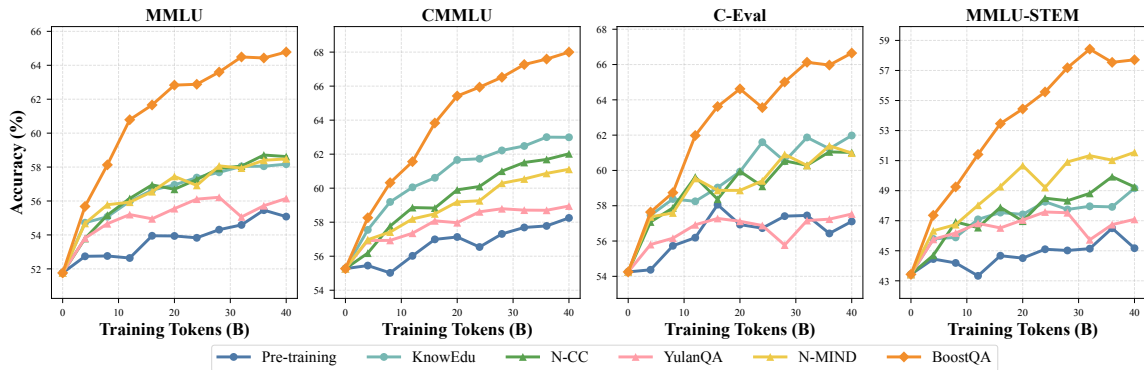 MMLU CMMLU C-Eval MMLU-STEM
Accuracy (%)
66
64
62
60
58
56
54
52
0 10 20 30 40
Training Tokens (B)
68
66
64
62
60
58
56
54
0 10 20 30 40
Training Tokens (B)
66
64
62
60
58
56
54
0 10 20 30 40
Training Tokens (B)
59
57
55
53
51
49
47
45
43
0 10 20 30 40
Training Tokens (B)
Pre-training KnowEdu N-CC YulanQA N-MIND BoostQA